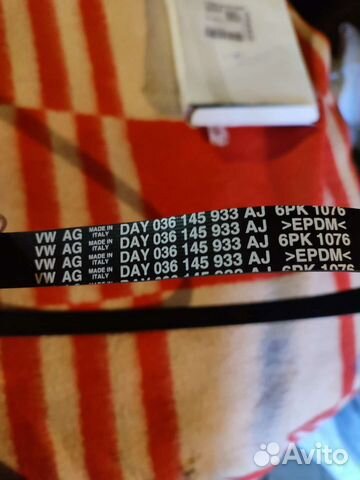 VW AG MADE IN ITALY DAY 036 145 933 AJ 6PK 1076
VW AG MADE IN ITALY DAY 036 145 933 AJ >EPDM<
VW AG MADE IN ITALY DAY 036 145 933 AJ 6PK 1076
VW AG MADE IN ITALY DAY 036 145 933 AJ >EPDM<
6PK 1076
Avito